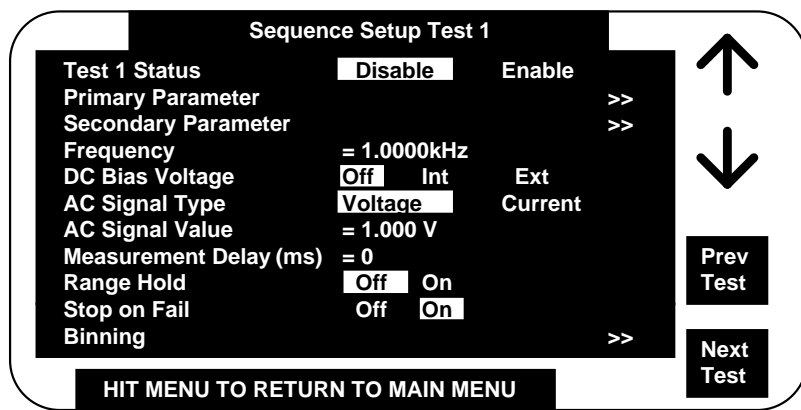 Sequence Setup Test 1
Test 1 Status Disable Enable
Primary Parameter >>
Secondary Parameter >>
Frequency = 1.0000kHz
DC Bias Voltage Off Int Ext
AC Signal Type Voltage Current
AC Signal Value = 1.000 V
Measurement Delay (ms) = 0
Range Hold Off On
Stop on Fail Off On
Binning >>
HIT MENU TO RETURN TO MAIN MENU
Prev
Test
Next
Test